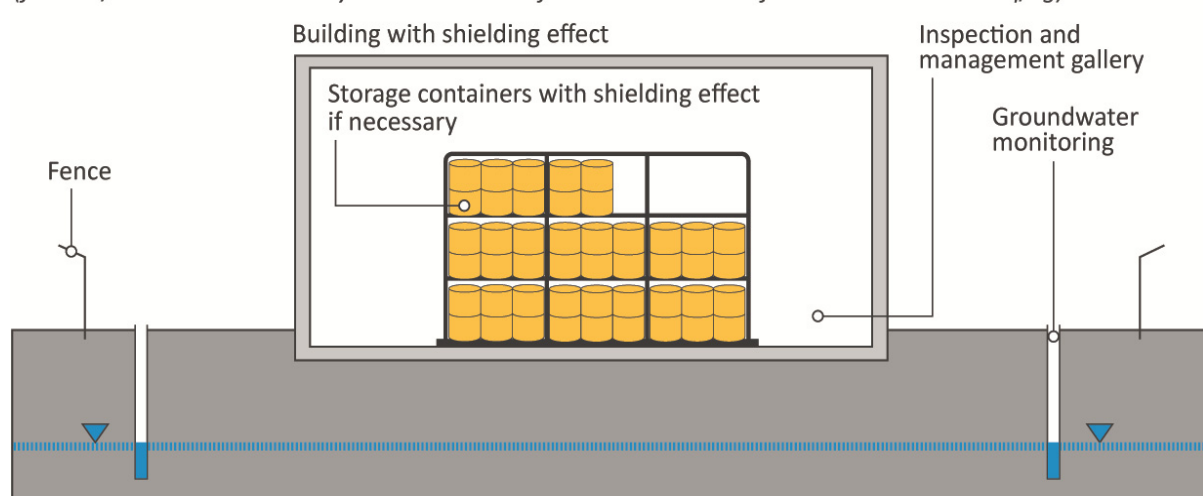 Building with shielding effect
Inspection and
management gallery
Storage containers with shielding effect
if necessary
Groundwater
monitoring
Fence